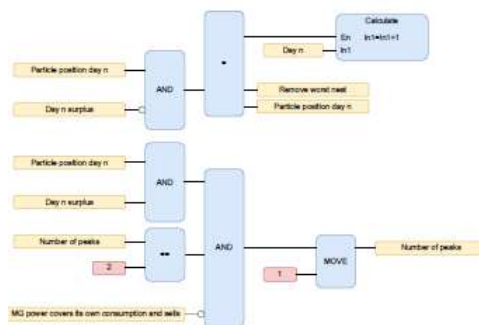 Calculate
En In1=In1+1
Day n In1
Particle position day n
AND
Day n surplus
Remove worst nest
Particle position day n
Particle position day n
AND
Day n surplus
Number of peaks
==
2
AND
Number of peaks
MOVE
1
MG power covers its own consumption and sells